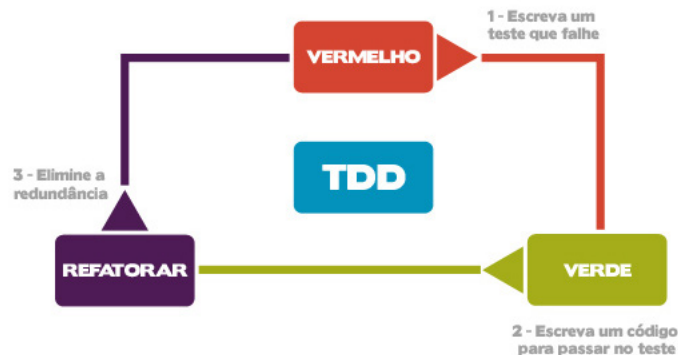 1 - Escreva um
teste que falhe
VERMELHO
TDD
3 - Elimine a
redundância
REFATORAR
VERDE
2 - Escreva um código
para passar no teste